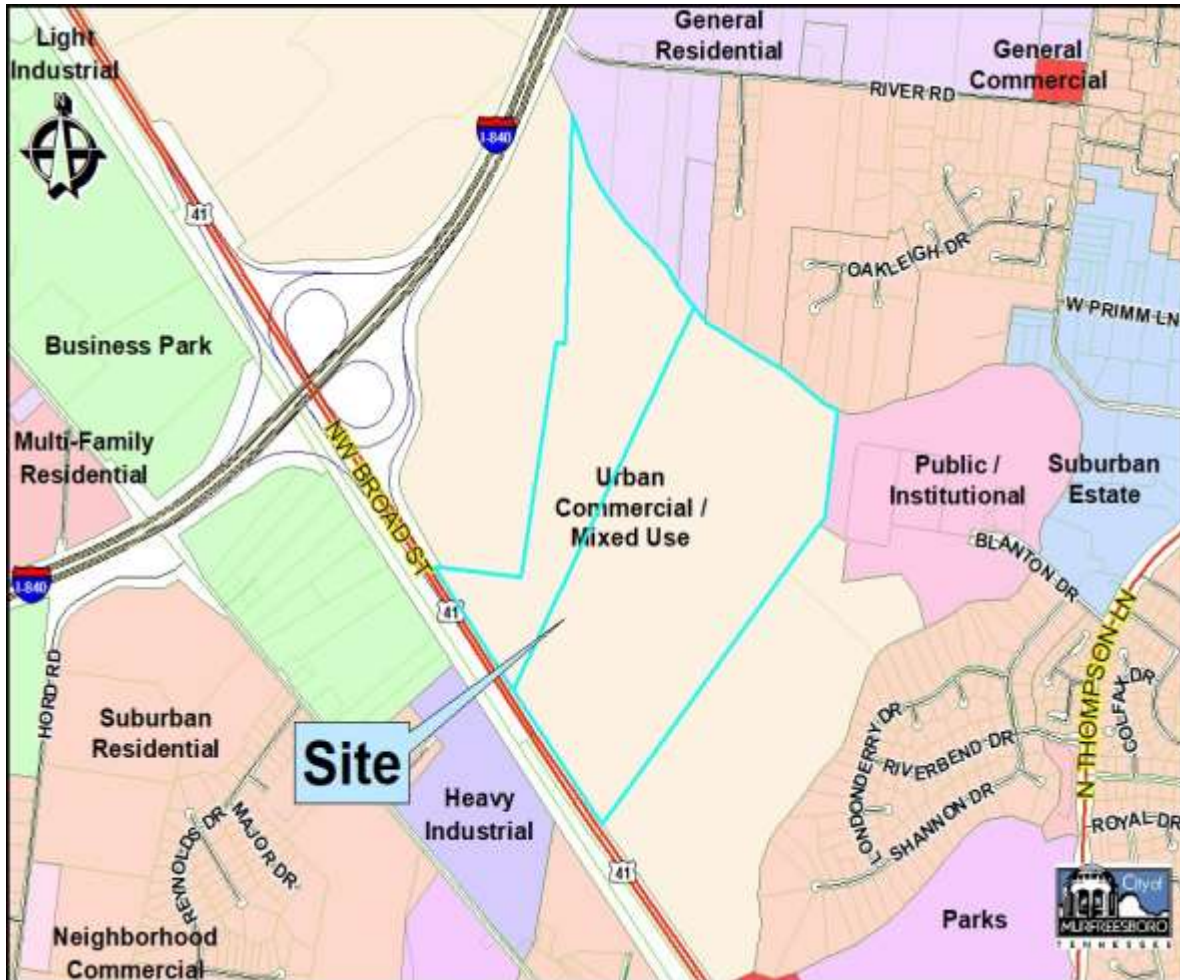 Light
Industrial
N
General
Residential
General
Commercial
RIVER RD
I-840
41
OAKLEIGH DR
W PRIMM LN
Business Park
Multi-Family
Residential
NW BROAD ST
Urban
Commercial /
Mixed Use
Public /
Institutional
Suburban
Estate
BLANTON DR
I-840
41
HORD RD
Suburban
Residential
Site
Heavy
Industrial
REYNOLDS DR
MAJOR DR
LONDONDERRY DR
RIVERBEND DR
SHANNON DR
N THOMPSON LN
COLFAX DR
ROYAL DR
41
Parks
Neighborhood
Commercial
City of
MURFREESBORO
TENNESSEE